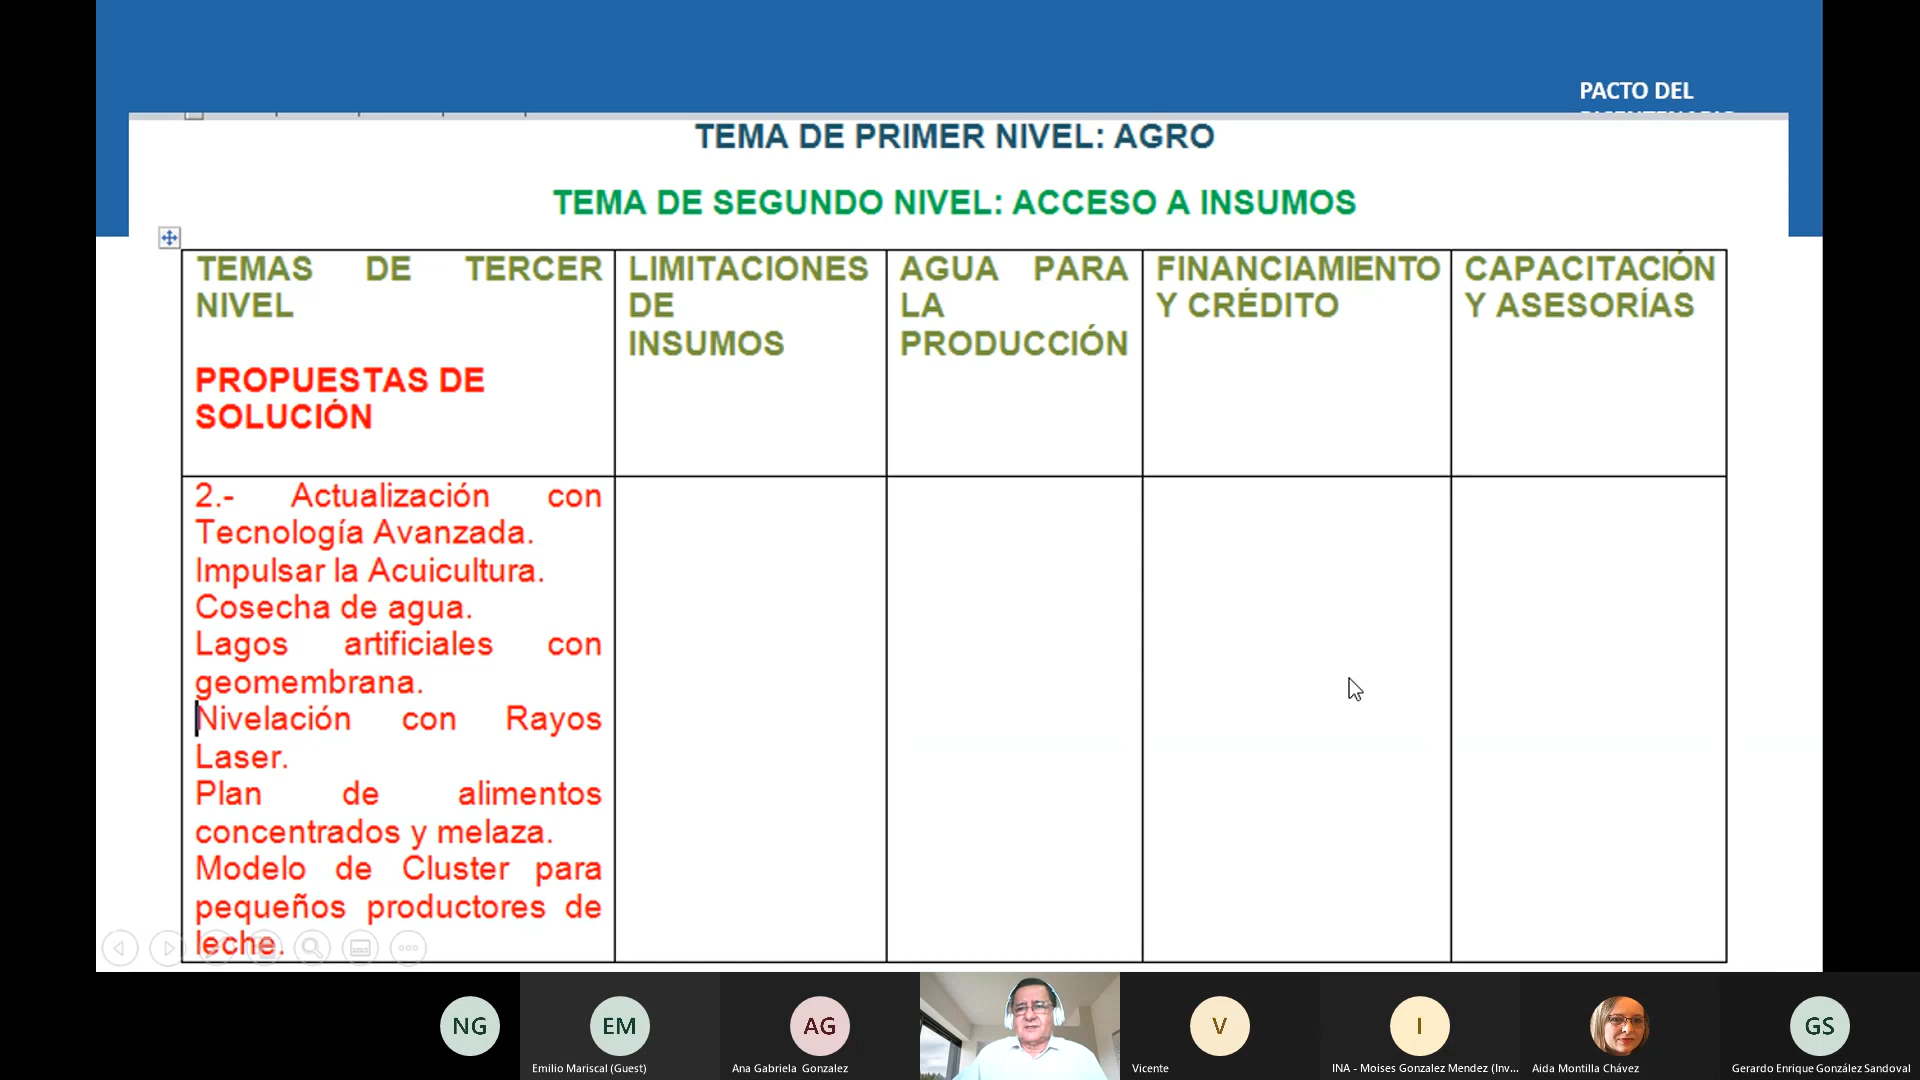 PACTO DEL
TEMA DE PRIMER NIVEL: AGRO
TEMA DE SEGUNDO NIVEL: ACCESO A INSUMOS
TEMAS DE TERCER
NIVEL
PROPUESTAS DE
SOLUCIÓN
LIMITACIONES
DE
INSUMOS
AGUA PARA
LA
PRODUCCIÓN
FINANCIAMIENTO
Y CRÉDITO
CAPACITACIÓN
Y ASESORÍAS
2.- Actualización con
Tecnología Avanzada.
Impulsar la Acuicultura.
Cosecha de agua.
Lagos artificiales con
geomembrana.
Nivelación con Rayos
Laser.
Plan de alimentos
concentrados y melaza.
Modelo de Cluster para
pequeños productores de
leche.
NG
EM
AG
V
I
GS
Emilio Mariscal (Guest)
Ana Gabriela Gonzalez
Vicente
INA - Moises Gonzalez Mendez (Inv...
Aida Montilla Chávez
Gerardo Enrique González Sandoval